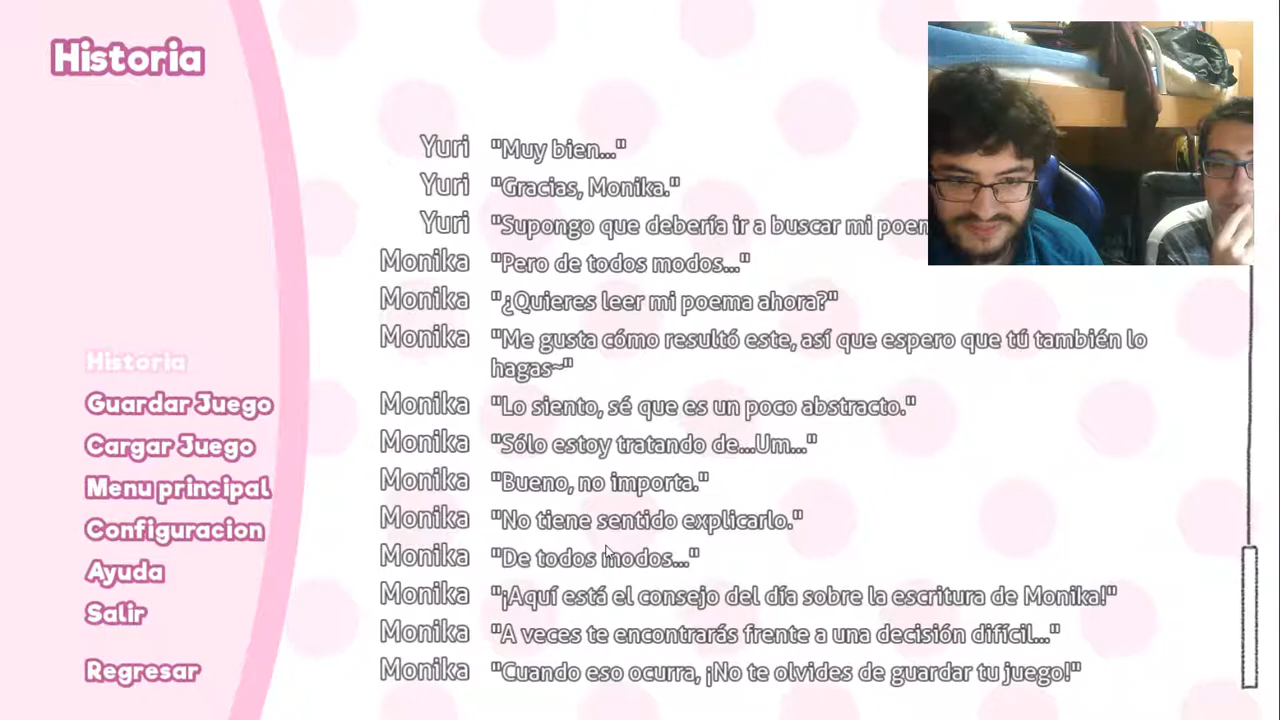 Historia
Yuri "Muy bien..."
Yuri "Gracias, Monika."
Yuri "Supongo que debería ir a buscar mi
Monika "Pero de todos modos..."
Monika "¿Quieres leer mi poema ahora?"
Monika "Me gusta cómo resultó este, así que espero que tú también lo
hagas~"
Historia
Monika "Lo siento, sé que es un poco abstracto."
Guardar Juego
Monika "Sólo estoy tratando de...Um..."
Cargar Juego
Monika "Bueno, no importa."
Menu principal
Monika "No tiene sentido explicarlo."
Configuracion
Monika "De todos modos..."
Ayuda
Monika "¡Aquí está el consejo del día sobre la escritura de Monika!"
Salir
Monika "A veces te encontrarás frente a una decisión difícil..."
Regresar
Monika "Cuando eso ocurra, ¡No te olvides de guardar tu juego!"